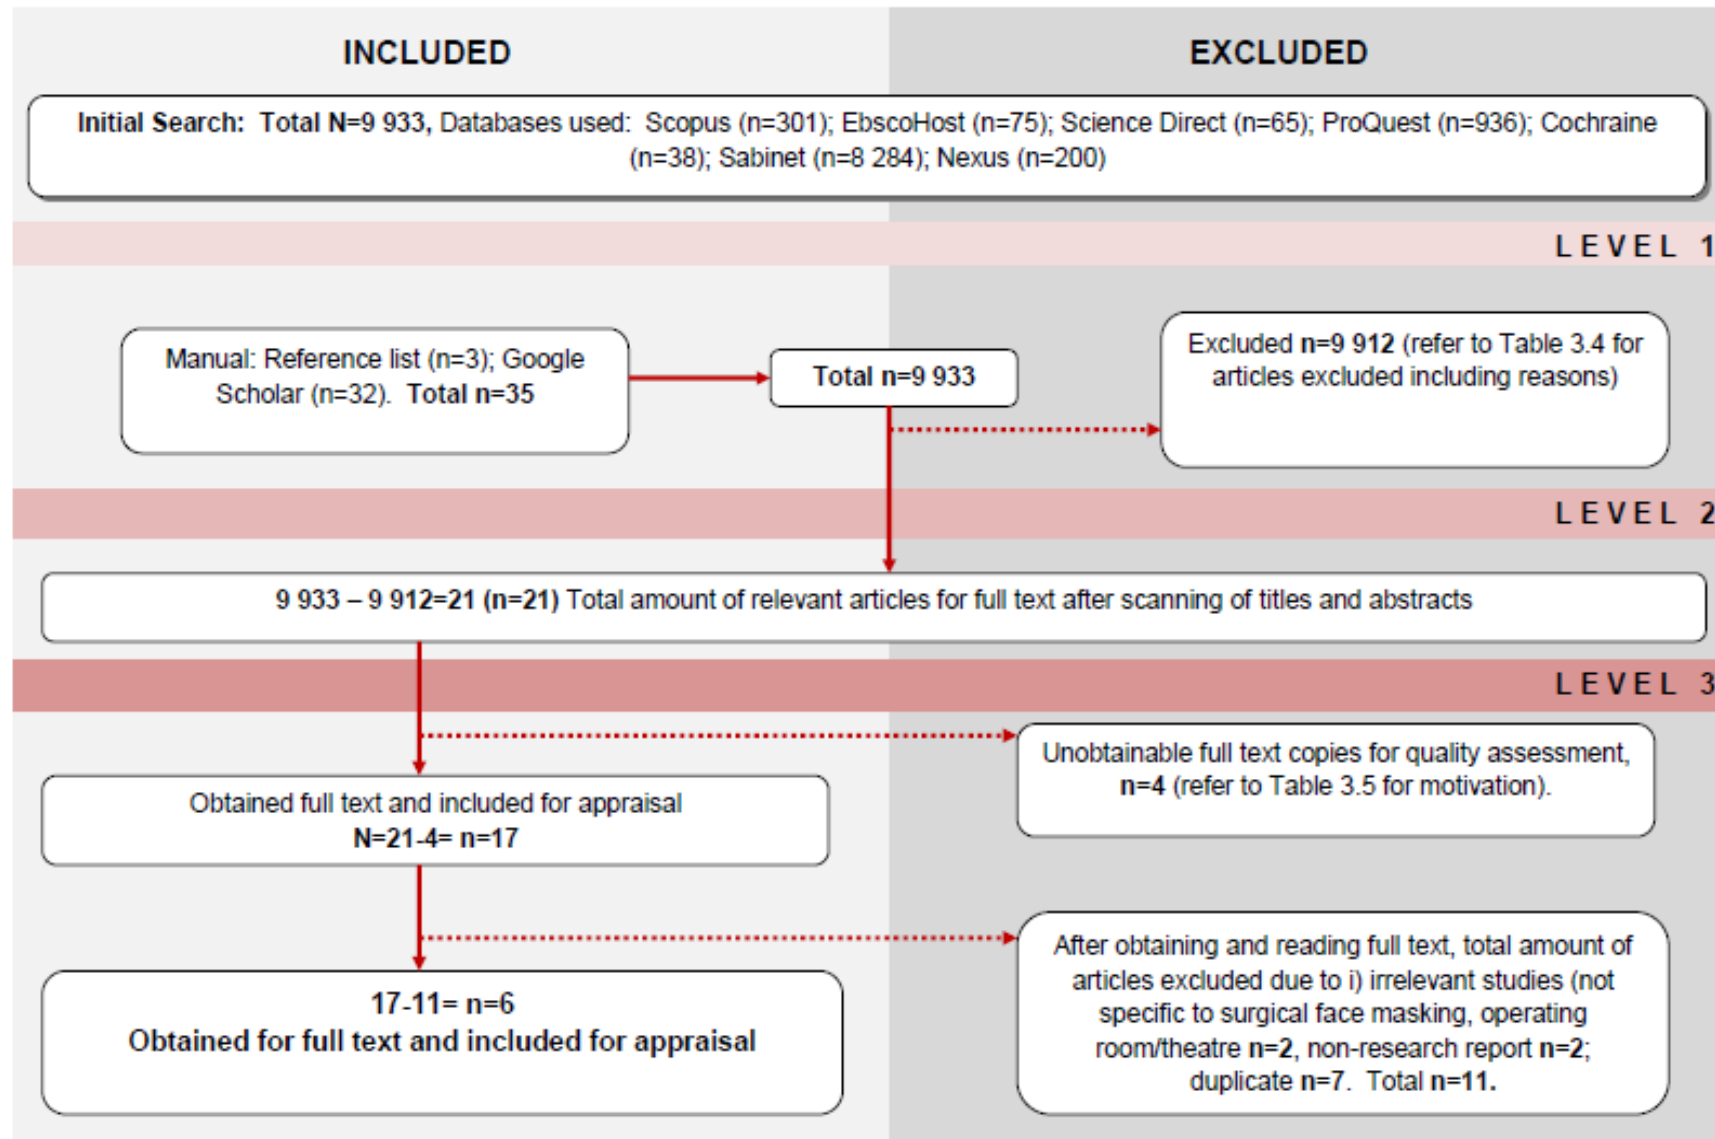 INCLUDED
EXCLUDED
Initial Search: Total N=9 933, Databases used: Scopus (n=301); EbscoHost (n=75); Science Direct (n=65); ProQuest (n=936); Cochraine
(n=38); Sabinet (n=8 284); Nexus (n=200)
LEVEL 1
Manual: Reference list (n=3); Google
Scholar (n=32). Total n=35
Total n=9 933
Excluded n=9 912 (refer to Table 3.4 for
articles excluded including reasons)
LEVEL 2
9 933 – 9 912=21 (n=21) Total amount of relevant articles for full text after scanning of titles and abstracts
LEVEL 3
Unobtainable full text copies for quality assessment,
n=4 (refer to Table 3.5 for motivation).
Obtained full text and included for appraisal
N=21-4= n=17
After obtaining and reading full text, total amount of
articles excluded due to i) irrelevant studies (not
specific to surgical face masking, operating
room/theatre n=2, non-research report n=2;
duplicate n=7. Total n=11.
17-11= n=6
Obtained for full text and included for appraisal